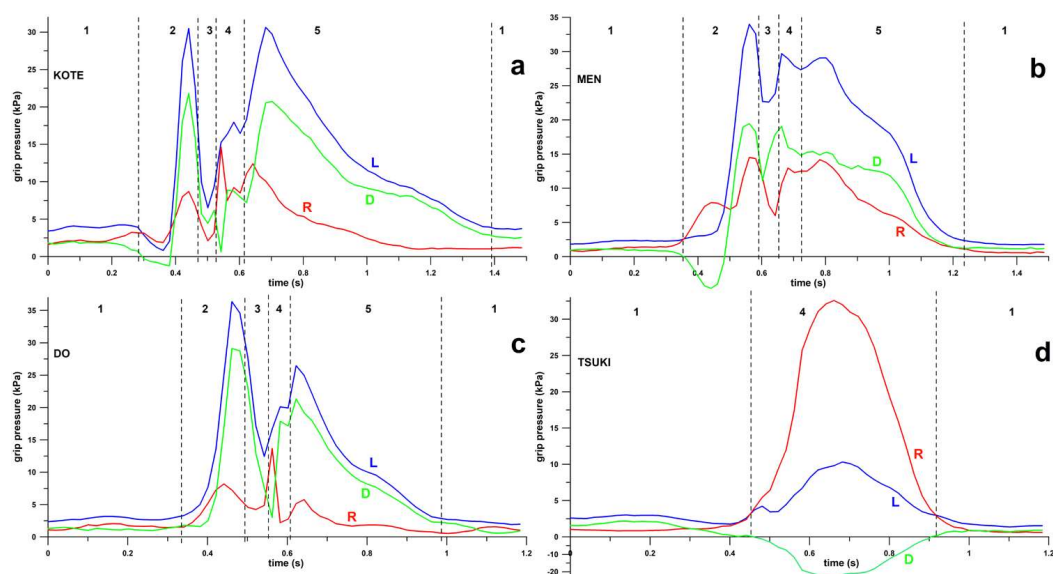 1 2 3 4 5 1
a
KOTE
grip pressure (kPa)
30
25
20
15
10
5
0
L
D
R
0 0.2 0.4 0.6 0.8 1.0 1.2 1.4
time (s)
1 2 3 4 5 1
b
MEN
grip pressure (kPa)
35
30
25
20
15
10
5
0
L
D
R
0 0.2 0.4 0.6 0.8 1.0 1.2 1.4
time (s)
1 2 3 4 5 1
c
DO
grip pressure (kPa)
35
30
25
20
15
10
5
0
L
D
R
0 0.2 0.4 0.6 0.8 1.0 1.2
time (s)
1 4 1
d
TSUKI
grip pressure (kPa)
30
25
20
15
10
5
0
-10
-20
R
L
D
0 0.2 0.4 0.6 0.8 1.0 1.2
time (s)